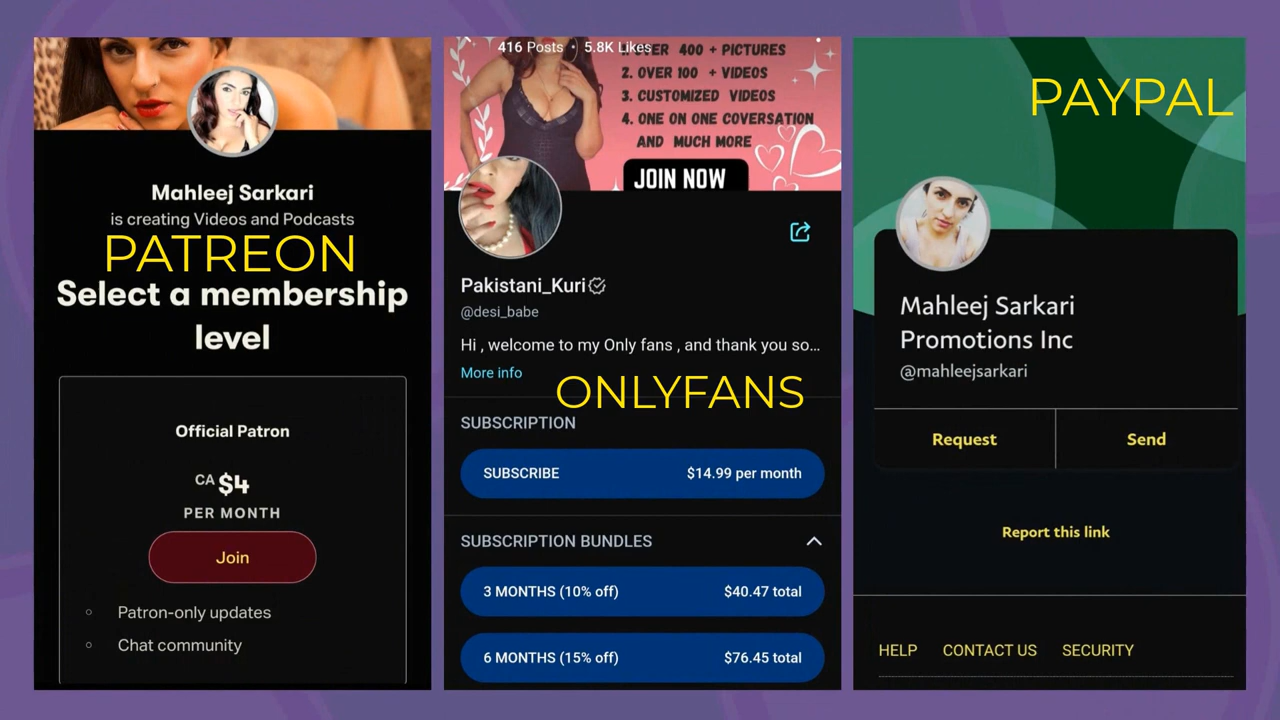 Mahleej Sarkari
is creating Videos and Podcasts
PATREON
Select a membership
level
Official Patron
CA $4
PER MONTH
Join
Patron-only updates
Chat community
416 Posts • 5.8K Likes
1. OVER 400 + PICTURES
2. OVER 100 + VIDEOS
3. CUSTOMIZED VIDEOS
4. ONE ON ONE COVERSATION
AND MUCH MORE
JOIN NOW
Pakistani_Kuri
@desi_babe
Hi , welcome to my Only fans , and thank you so...
More info
ONLYFANS
SUBSCRIPTION
SUBSCRIBE $14.99 per month
SUBSCRIPTION BUNDLES
3 MONTHS (10% off) $40.47 total
6 MONTHS (15% off) $76.45 total
PAYPAL
Mahleej Sarkari
Promotions Inc
@mahleejsarkari
Request Send
Report this link
HELP CONTACT US SECURITY